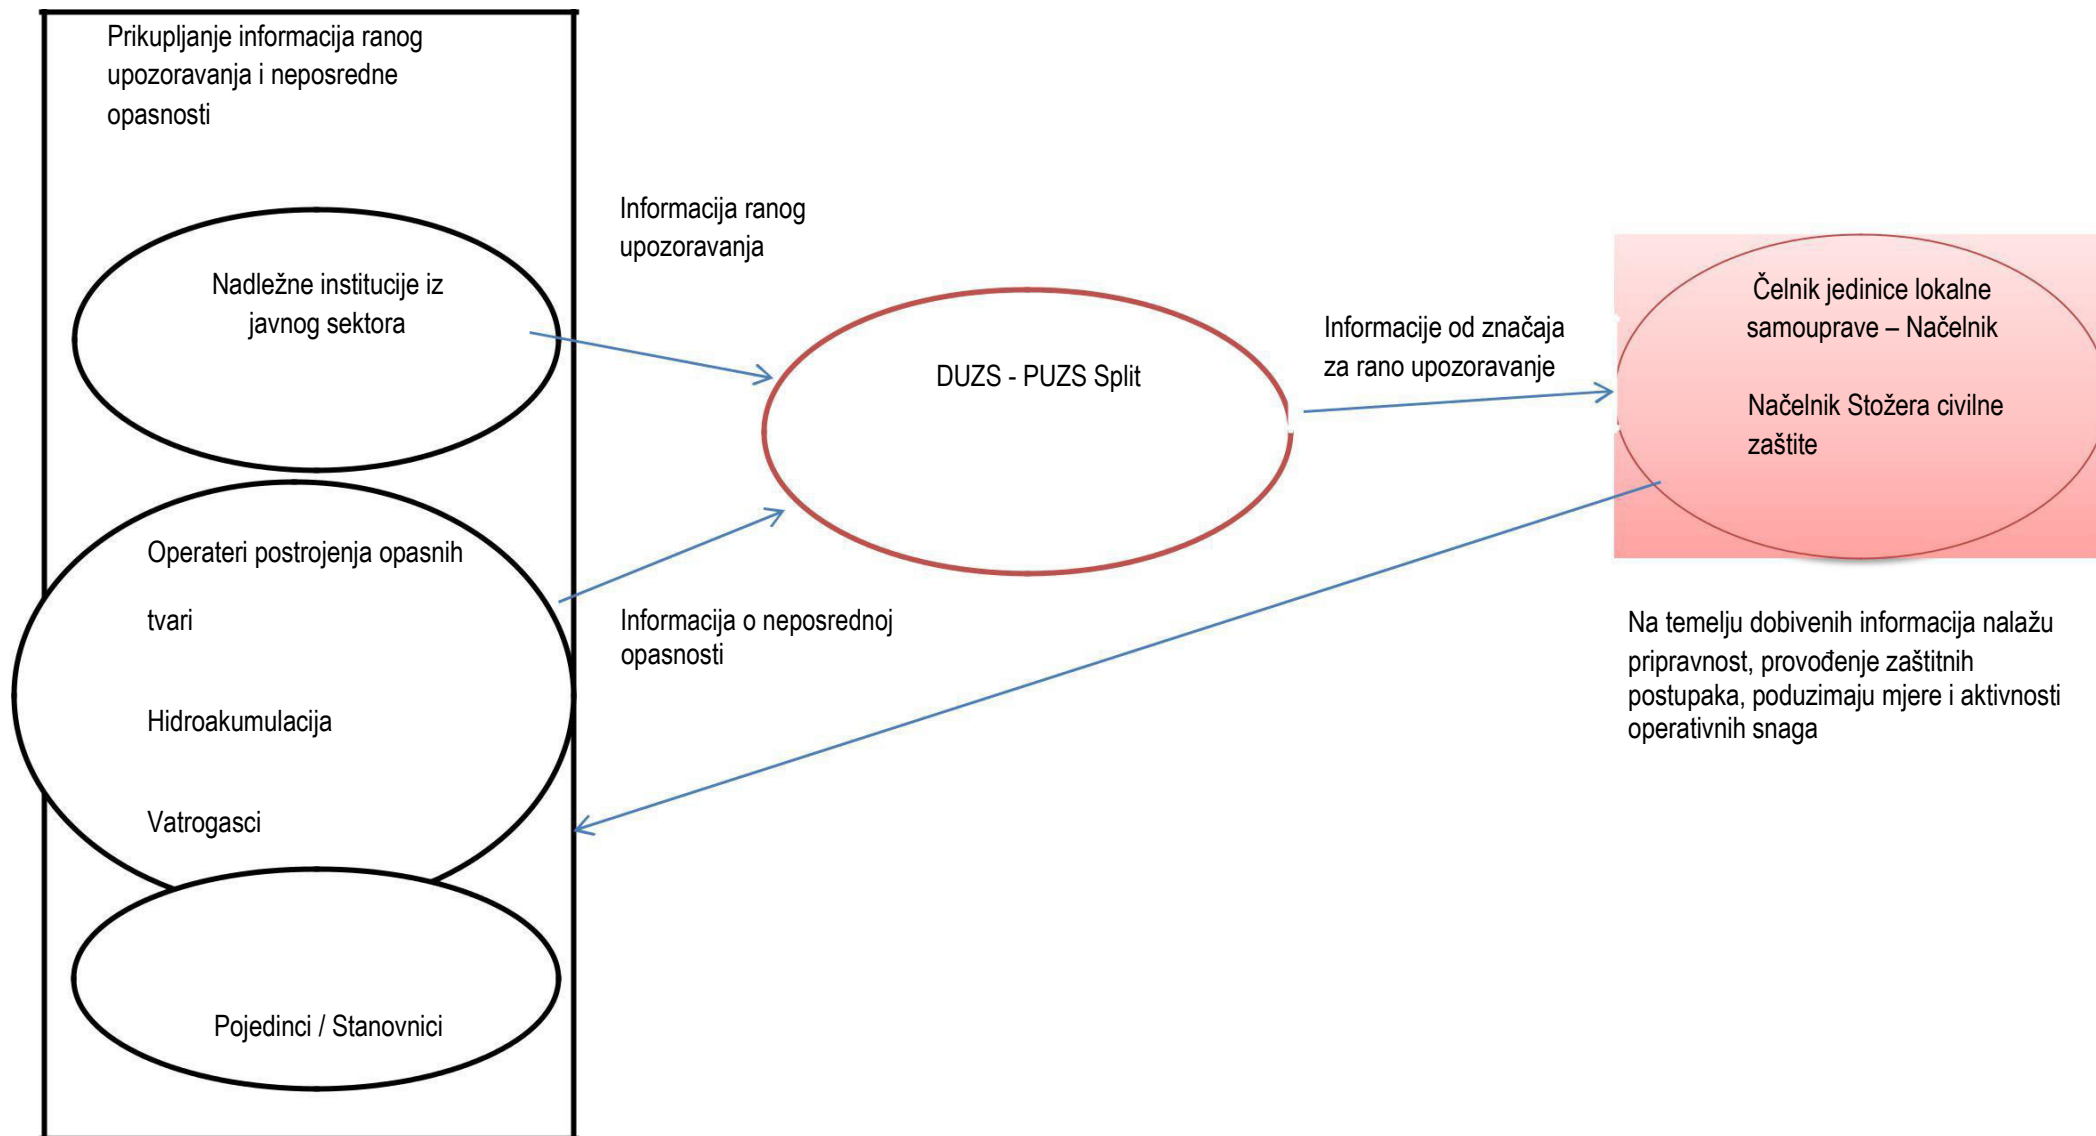 Prikupljanje informacija ranog
upozoravanja i neposredne
opasnosti
Nadležne institucije iz
javnog sektora
Operateri postrojenja opasnih
tvari
Hidroakumulacija
Vatrogasci
Pojedinci / Stanovnici
Informacija ranog
upozoravanja
Informacija o neposrednoj
opasnosti
DUZS - PUZS Split
Informacije od značaja
za rano upozoravanje
Čelnik jedinice lokalne
samouprave – Načelnik
Načelnik Stožera civilne
zaštite
Na temelju dobivenih informacija nalažu
pripravnost, provođenje zaštitnih
postupaka, poduzimaju mjere i aktivnosti
operativnih snaga